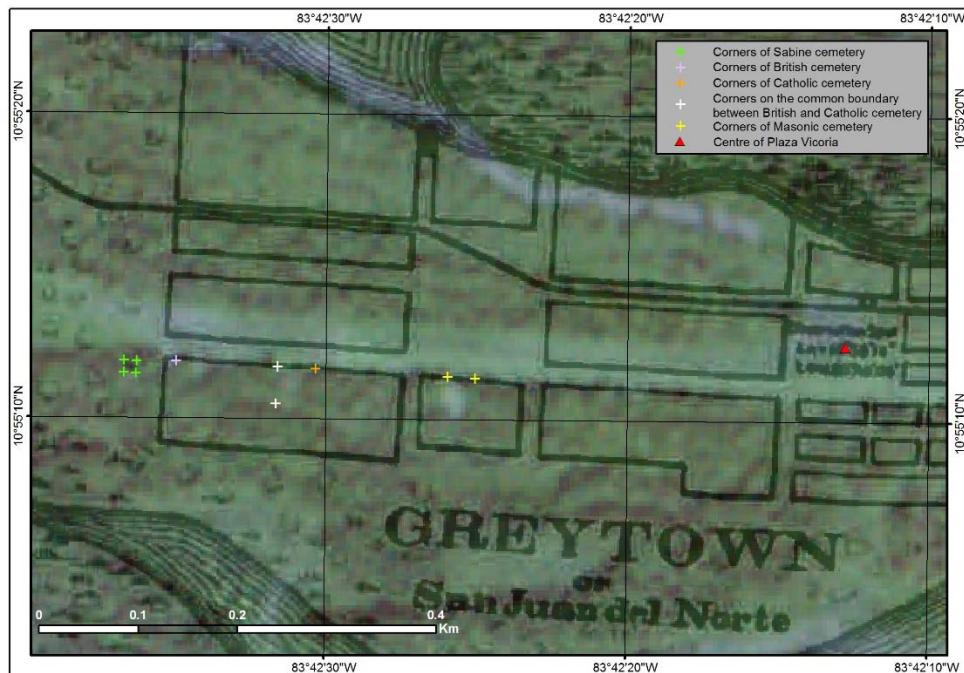 83°42'30"W 83°42'20"W 83°42'10"W
Corners of Sabine cemetery
Corners of British cemetery
Corners of Catholic cemetery
Corners on the common boundary
between British and Catholic cemetery
Corners of Masonic cemetery
Centre of Plaza Vicoria
10°55'20"N 10°55'20"N
10°55'10"N 10°55'10"N
GREYTOWN
OR
San Juan del Norte
0 0.1 0.2 0.4
Km
83°42'30"W 83°42'20"W 83°42'10"W